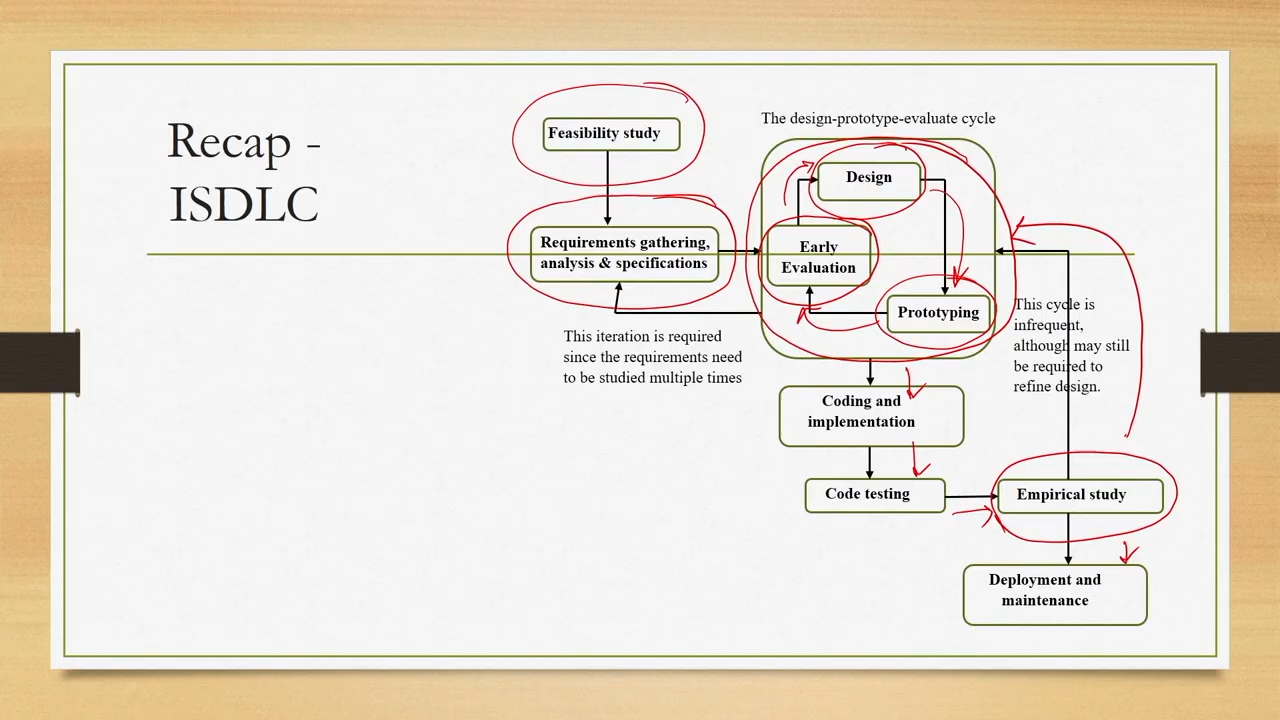 Recap -
ISDLC
Feasibility study
Requirements gathering,
analysis & specifications
This iteration is required
since the requirements need
to be studied multiple times
The design-prototype-evaluate cycle
Design
Early
Evaluation
Prototyping
This cycle is
infrequent,
although may still
be required to
refine design.
Coding and
implementation
Code testing
Empirical study
Deployment and
maintenance